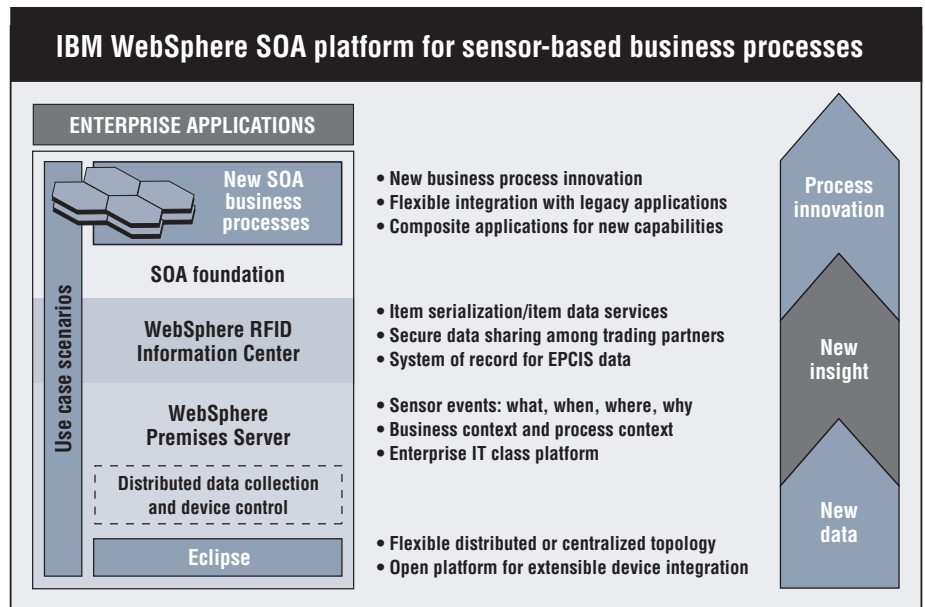 IBM WebSphere SOA platform for sensor-based business processes
ENTERPRISE APPLICATIONS
Use case scenarios
New SOA
business
processes
SOA foundation
WebSphere RFID
Information Center
WebSphere
Premises Server
Distributed data collection
and device control
Eclipse
• New business process innovation
• Flexible integration with legacy applications
• Composite applications for new capabilities
• Item serialization/item data services
• Secure data sharing among trading partners
• System of record for EPCIS data
• Sensor events: what, when, where, why
• Business context and process context
• Enterprise IT class platform
• Flexible distributed or centralized topology
• Open platform for extensible device integration
Process
innovation
New
insight
New
data